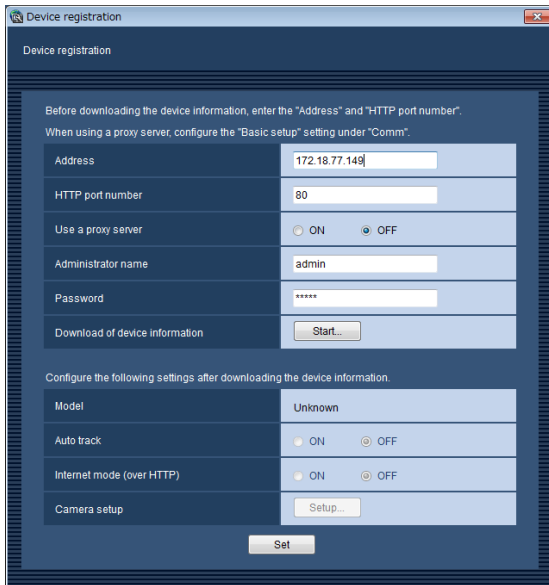 Device registration
Device registration
Before downloading the device information, enter the "Address" and "HTTP port number".
When using a proxy server, configure the "Basic setup" setting under "Comm".
Address 172.18.77.149
HTTP port number 80
Use a proxy server ON OFF
Administrator name admin
Password *****
Download of device information Start...
Configure the following settings after downloading the device information.
Model Unknown
Auto track ON OFF
Internet mode (over HTTP) ON OFF
Camera setup Setup...
Set